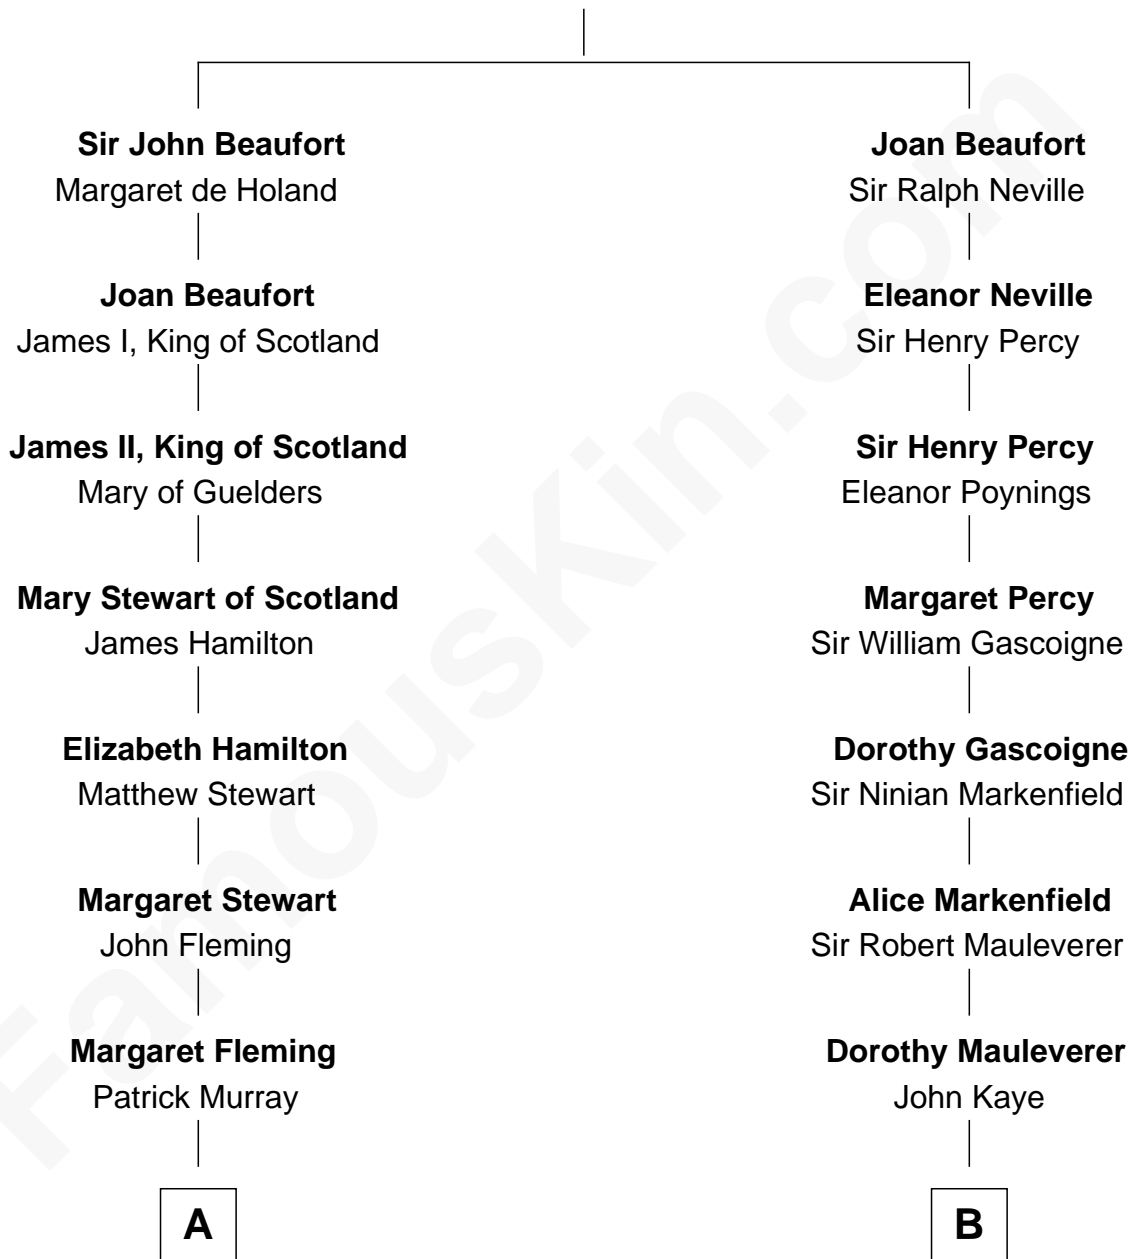 Sir John Beaufort
Margaret de Holand
Joan Beaufort
James I, King of Scotland
James II, King of Scotland
Mary of Guelders
Mary Stewart of Scotland
James Hamilton
Elizabeth Hamilton
Matthew Stewart
Margaret Stewart
John Fleming
Margaret Fleming
Patrick Murray
A
Joan Beaufort
Sir Ralph Neville
Eleanor Neville
Sir Henry Percy
Sir Henry Percy
Eleanor Poynings
Margaret Percy
Sir William Gascoigne
Dorothy Gascoigne
Sir Ninian Markenfield
Alice Markenfield
Sir Robert Mauleverer
Dorothy Mauleverer
John Kaye
B
FamousKin.com